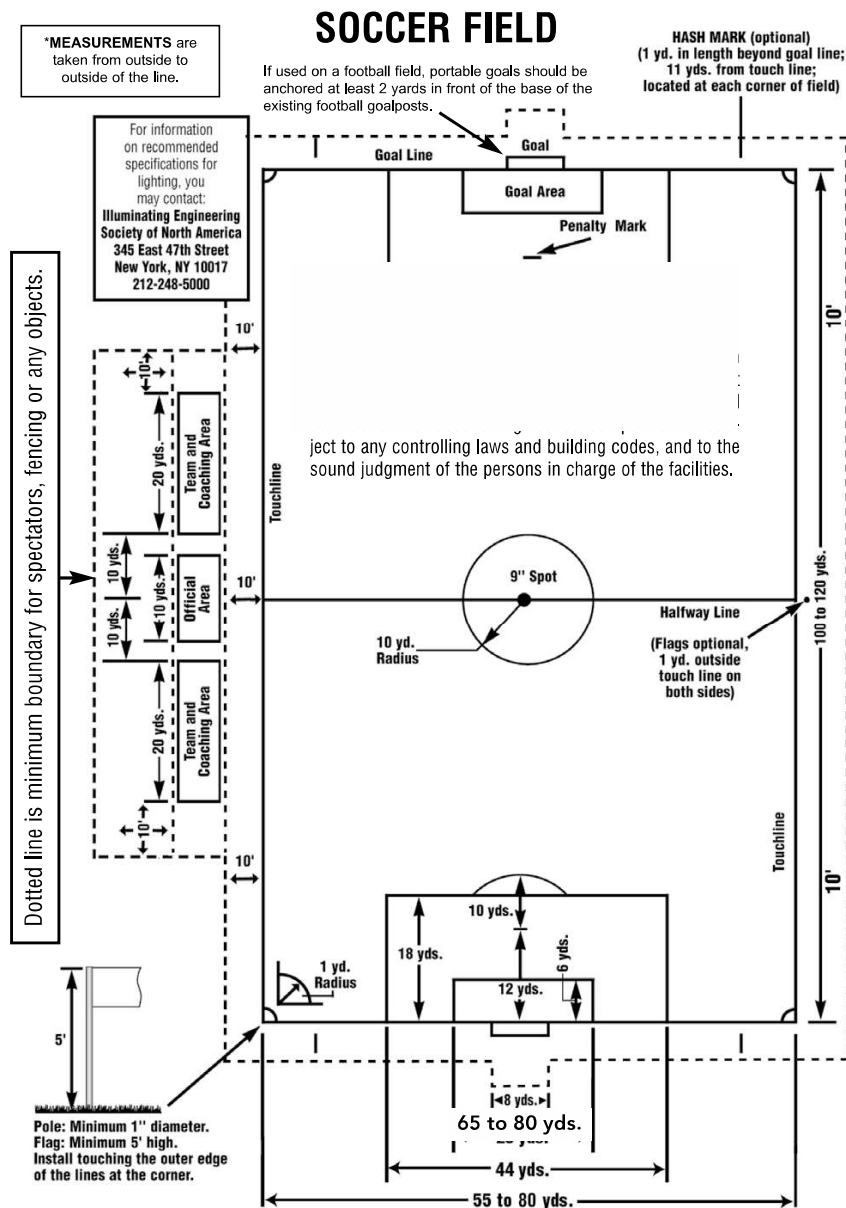 SOCCER FIELD
*MEASUREMENTS are
taken from outside to
outside of the line.
If used on a football field, portable goals should be
anchored at least 2 yards in front of the base of the
existing football goalposts.
HASH MARK (optional)
(1 yd. in length beyond goal line;
11 yds. from touch line;
located at each corner of field)
For information
on recommended
specifications for
lighting, you
may contact:
Illuminating Engineering
Society of North America
345 East 47th Street
New York, NY 10017
212-248-5000
Goal Line
Goal
Goal Area
Penalty Mark
Dotted line is minimum boundary for spectators, fencing or any objects.
10'
10'
10'
20 yds.
Team and
Coaching Area
Touchline
ject to any controlling laws and building codes, and to the
sound judgment of the persons in charge of the facilities.
10 yds.
10 yds.
10 yds.
Official
Area
10'
9" Spot
10 yd.
Radius
Halfway Line
(Flags optional,
1 yd. outside
touch line on
both sides)
100 to 120 yds.
20 yds.
Team and
Coaching Area
10'
10'
Touchline
10'
10 yds.
18 yds.
12 yds.
6 yds.
1 yd.
Radius
5'
Pole: Minimum 1" diameter.
Flag: Minimum 5' high.
Install touching the outer edge
of the lines at the corner.
8 yds.
65 to 80 yds.
44 yds.
55 to 80 yds.